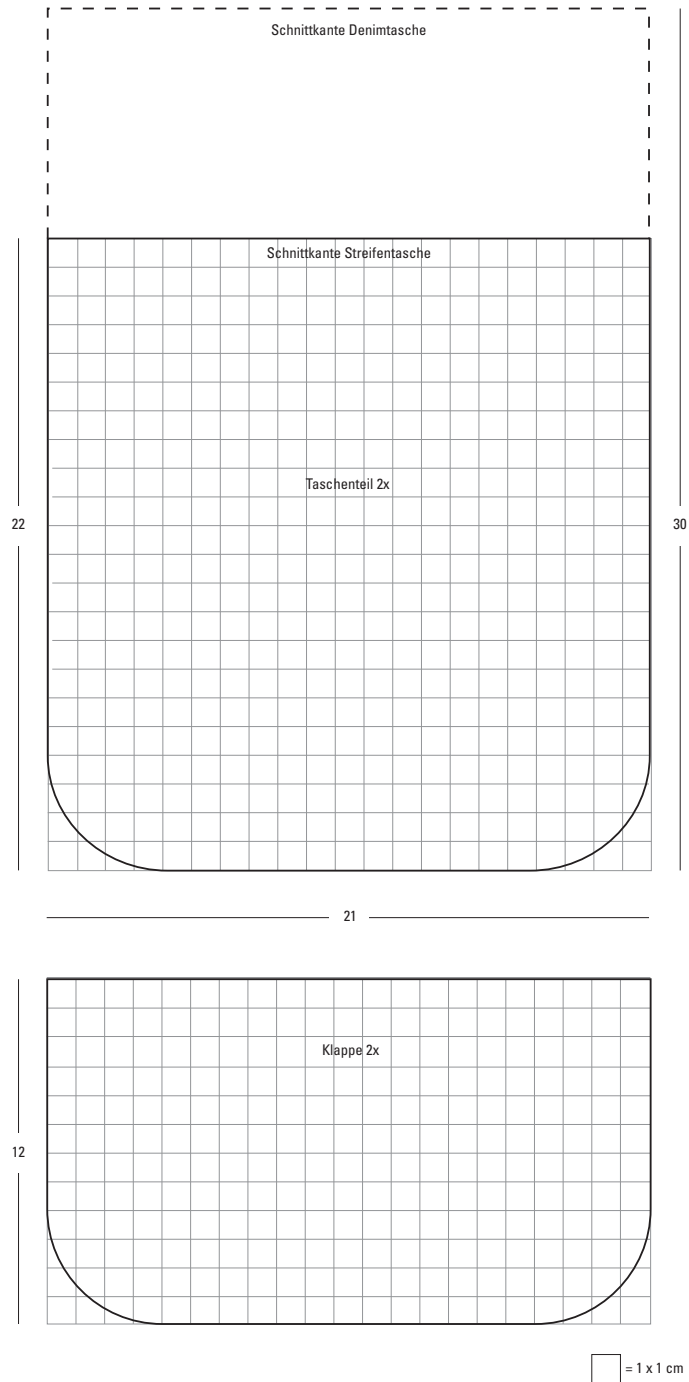 Schnittkante Denimtasche
Schnittkante Streifentasche
Taschenteil 2x
22
30
21
Klappe 2x
12
= 1 x 1 cm